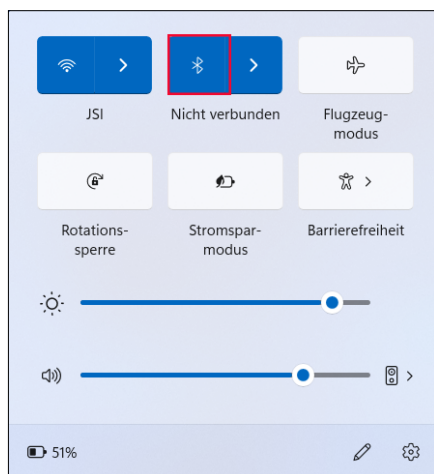 JSI
Nicht verbunden
Flugzeug-
modus
Rotations-
sperre
Stromspar-
modus
Barrierefreiheit
51%